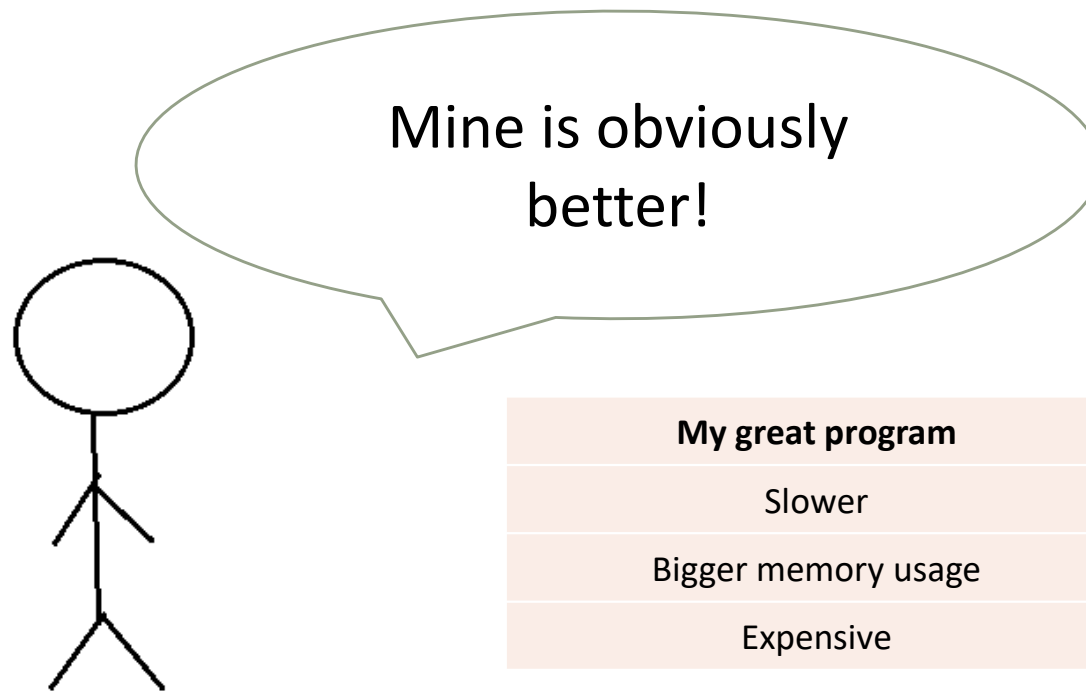 Mine is obviously
better!
My great program
Slower
Bigger memory usage
Expensive